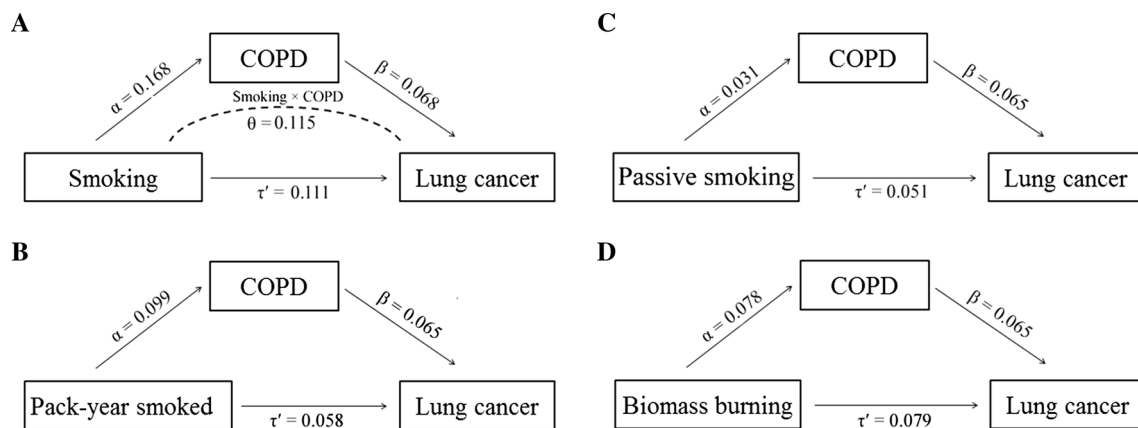 A
COPD
α = 0.168
β = 0.068
Smoking × COPD
θ = 0.115
Smoking
τ′ = 0.111
Lung cancer
B
COPD
α = 0.099
β = 0.065
Pack-year smoked
τ′ = 0.058
Lung cancer
C
COPD
α = 0.031
β = 0.065
Passive smoking
τ′ = 0.051
Lung cancer
D
COPD
α = 0.078
β = 0.065
Biomass burning
τ′ = 0.079
Lung cancer